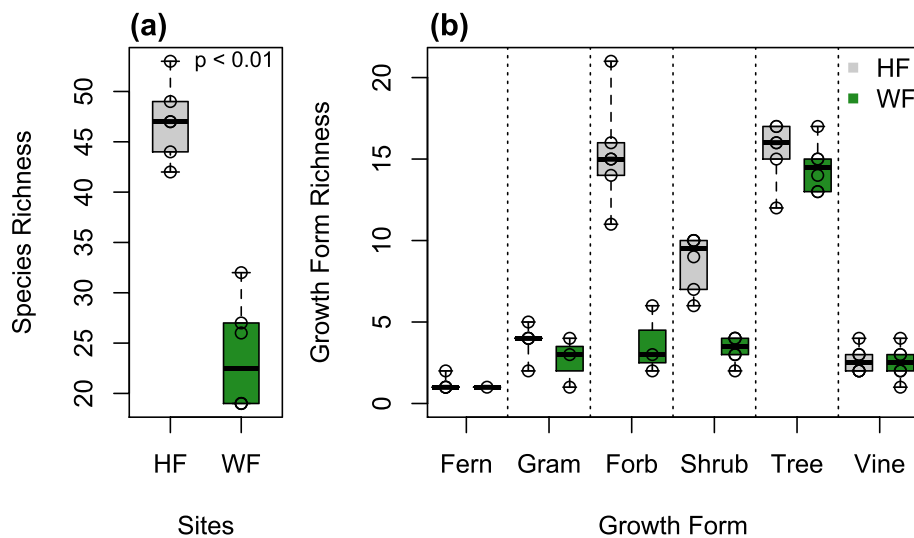 (a)
p < 0.01
Species Richness
50
45
40
35
30
25
20
HF WF
Sites
(b)
HF
WF
Growth Form Richness
20
15
10
5
0
Fern Gram Forb Shrub Tree Vine
Growth Form